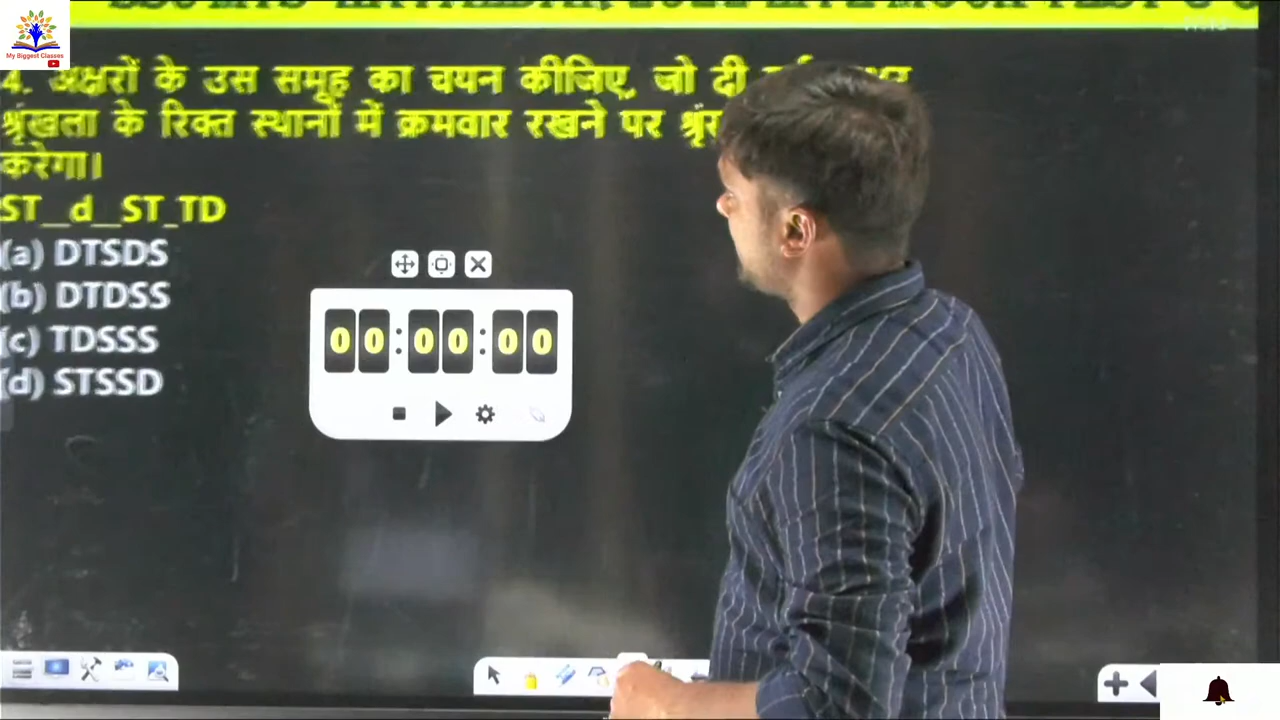 My Biggest Classes
4. अक्षरों के उस समूह का चयन कीजिए, जो दी
श्रृंखला के रिक्त स्थानों में क्रमवार रखने पर
करेगा।
ST__d__ST_TD
(a) DTSDS
(b) DTDSS
(c) TDSSS
(d) STSSD
00:00:00